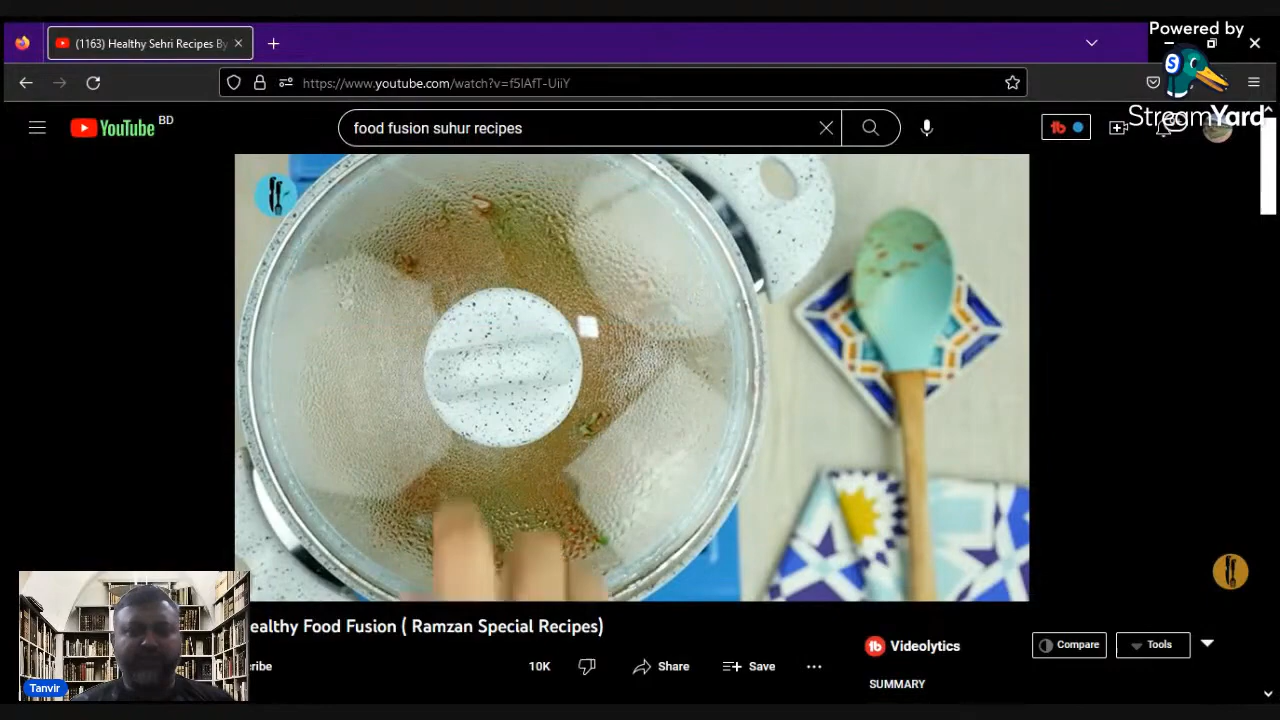 Powered by
StreamYard
(1163) Healthy Sehri Recipes By
https://www.youtube.com/watch?v=f5lAfT-UiiY
YouTube BD
food fusion suhur recipes
ealthy Food Fusion ( Ramzan Special Recipes)
ribe
10K
Share
Save
Videolytics
Compare
Tools
SUMMARY
Tanvir